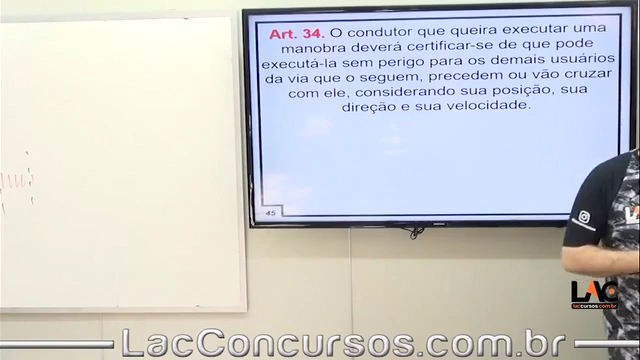 Art. 34. O condutor que queira executar uma
manobra deverá certificar-se de que pode
executá-la sem perigo para os demais usuários
da via que o seguem, precedem ou vão cruzar
com ele, considerando sua posição, sua
direção e sua velocidade.
45
LAC
laccursos.com.br
LacConcursos.com.br